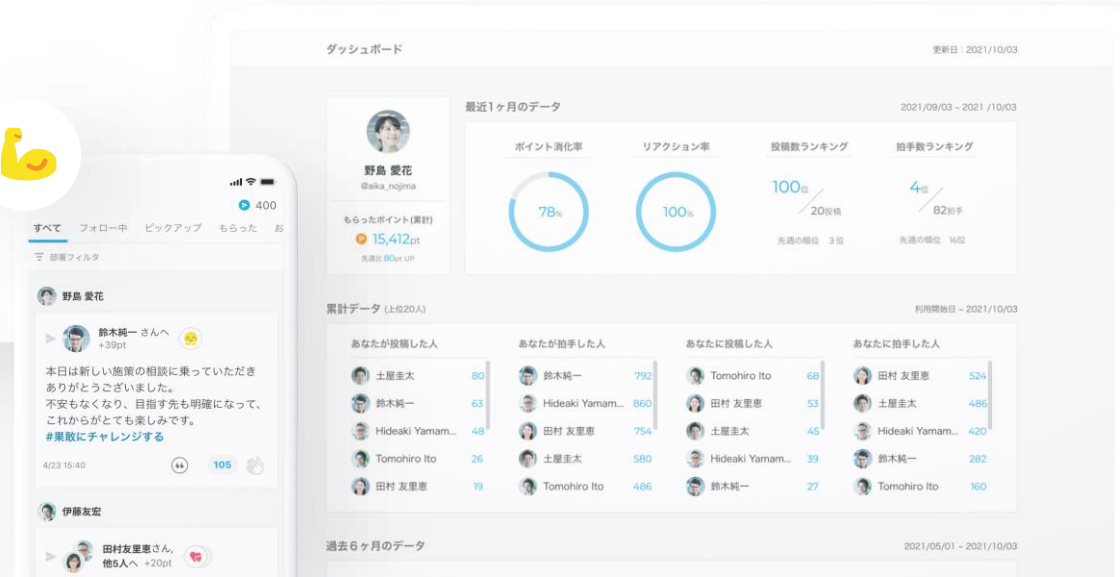 ダッシュボード
更新日：2021/10/03
野島 愛花
@aika_nojima
もらったポイント(累計)
P 15,412pt
先週比 80pt UP
最近1ヶ月のデータ
2021/09/03 - 2021 /10/03
ポイント消化率
リアクション率
投稿数ランキング
拍手数ランキング
78%
100%
100位
20投稿
先週の順位 3位
4位
82拍手
先週の順位 16位
累計データ (上位20人)
利用開始日 - 2021/10/03
あなたが投稿した人
土屋圭太 80
鈴木純一 63
Hideaki Yamam... 48
Tomohiro Ito 26
田村 友里恵 19
あなたが拍手した人
鈴木純一 792
Hideaki Yamam... 860
田村 友里恵 754
土屋圭太 580
Tomohiro Ito 486
あなたに投稿した人
Tomohiro Ito 68
田村 友里恵 53
土屋圭太 45
Hideaki Yamam... 39
鈴木純一 27
あなたに拍手した人
田村 友里恵 524
土屋圭太 486
Hideaki Yamam... 420
鈴木純一 282
Tomohiro Ito 160
過去6ヶ月のデータ
2021/05/01 - 2021/10/03
400
すべて フォロー中 ピックアップ もらった お
部署フィルタ
野島 愛花
鈴木純一 さんへ
+39pt
本日は新しい施策の相談に乗っていただき
ありがとうございました。
不安もなくなり、目指す先も明確になって、
これからがとても楽しみです。
#果敢にチャレンジする
4/23 15:40
105
伊藤友宏
田村友里恵さん,
他5人へ +20pt